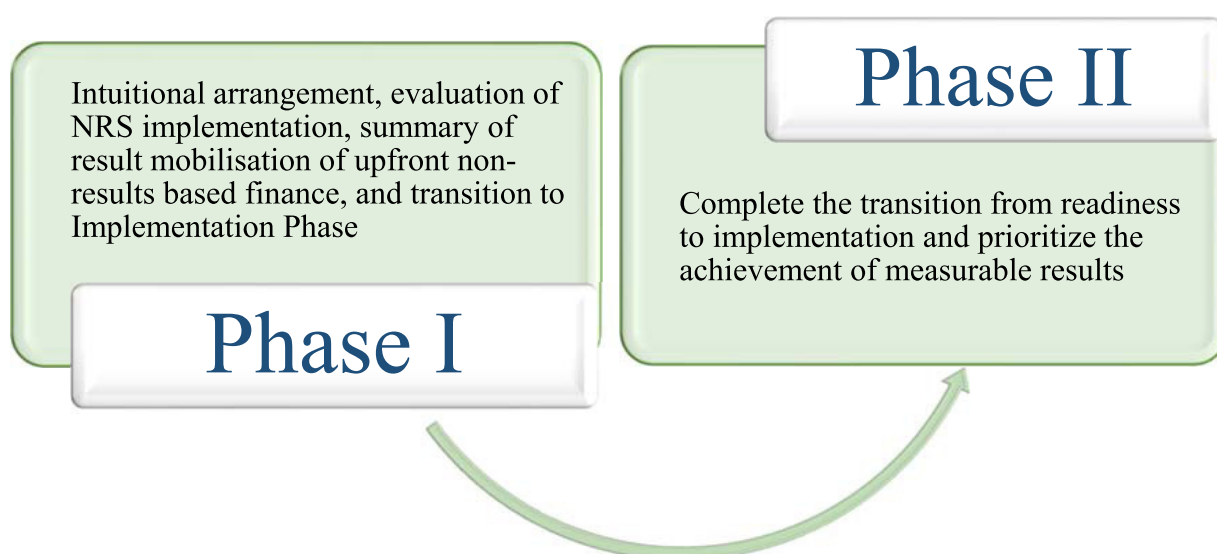 Intuitional arrangement, evaluation of
NRS implementation, summary of
result mobilisation of upfront non-
results based finance, and transition to
Implementation Phase
Phase I
Phase II
Complete the transition from readiness
to implementation and prioritize the
achievement of measurable results